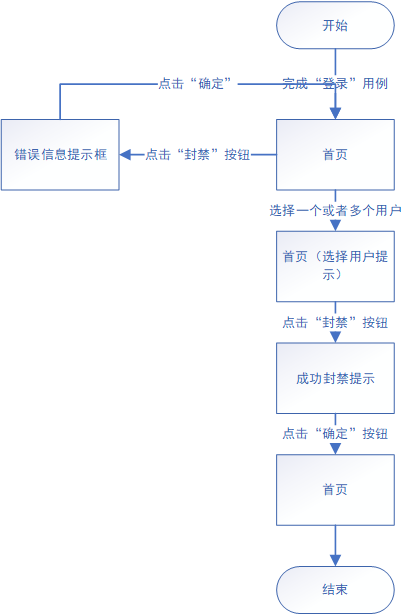 开始
点击“确定”
完成“登录”用例
错误信息提示框
点击“封禁”按钮
首页
选择一个或者多个用户
首页（选择用户提
示）
点击“封禁”按钮
成功封禁提示
点击“确定”按钮
首页
结束